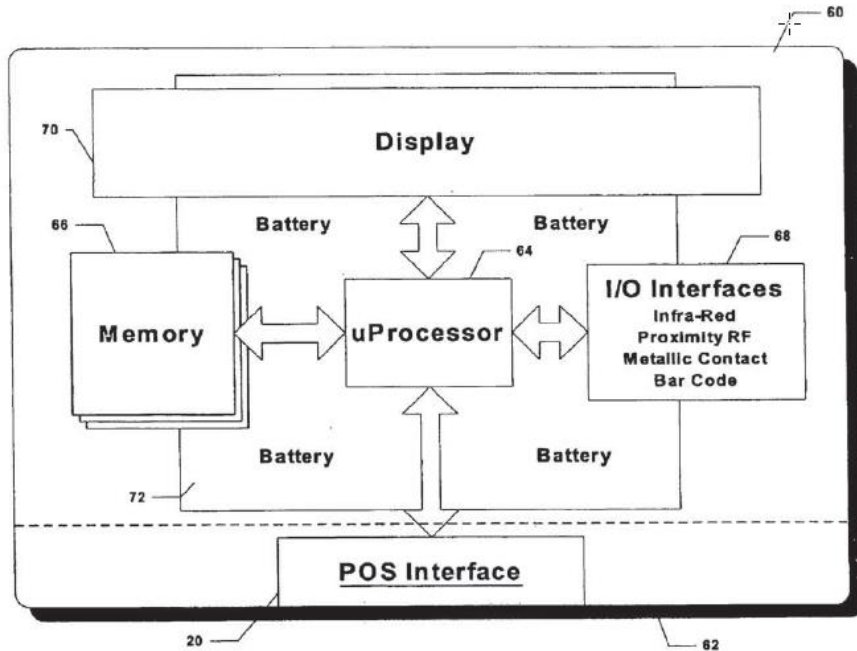 60
70
Display
66
Battery
Battery
64
68
Memory
uProcessor
I/O Interfaces
Infra-Red
Proximity RF
Metallic Contact
Bar Code
Battery
Battery
72
POS Interface
20
62